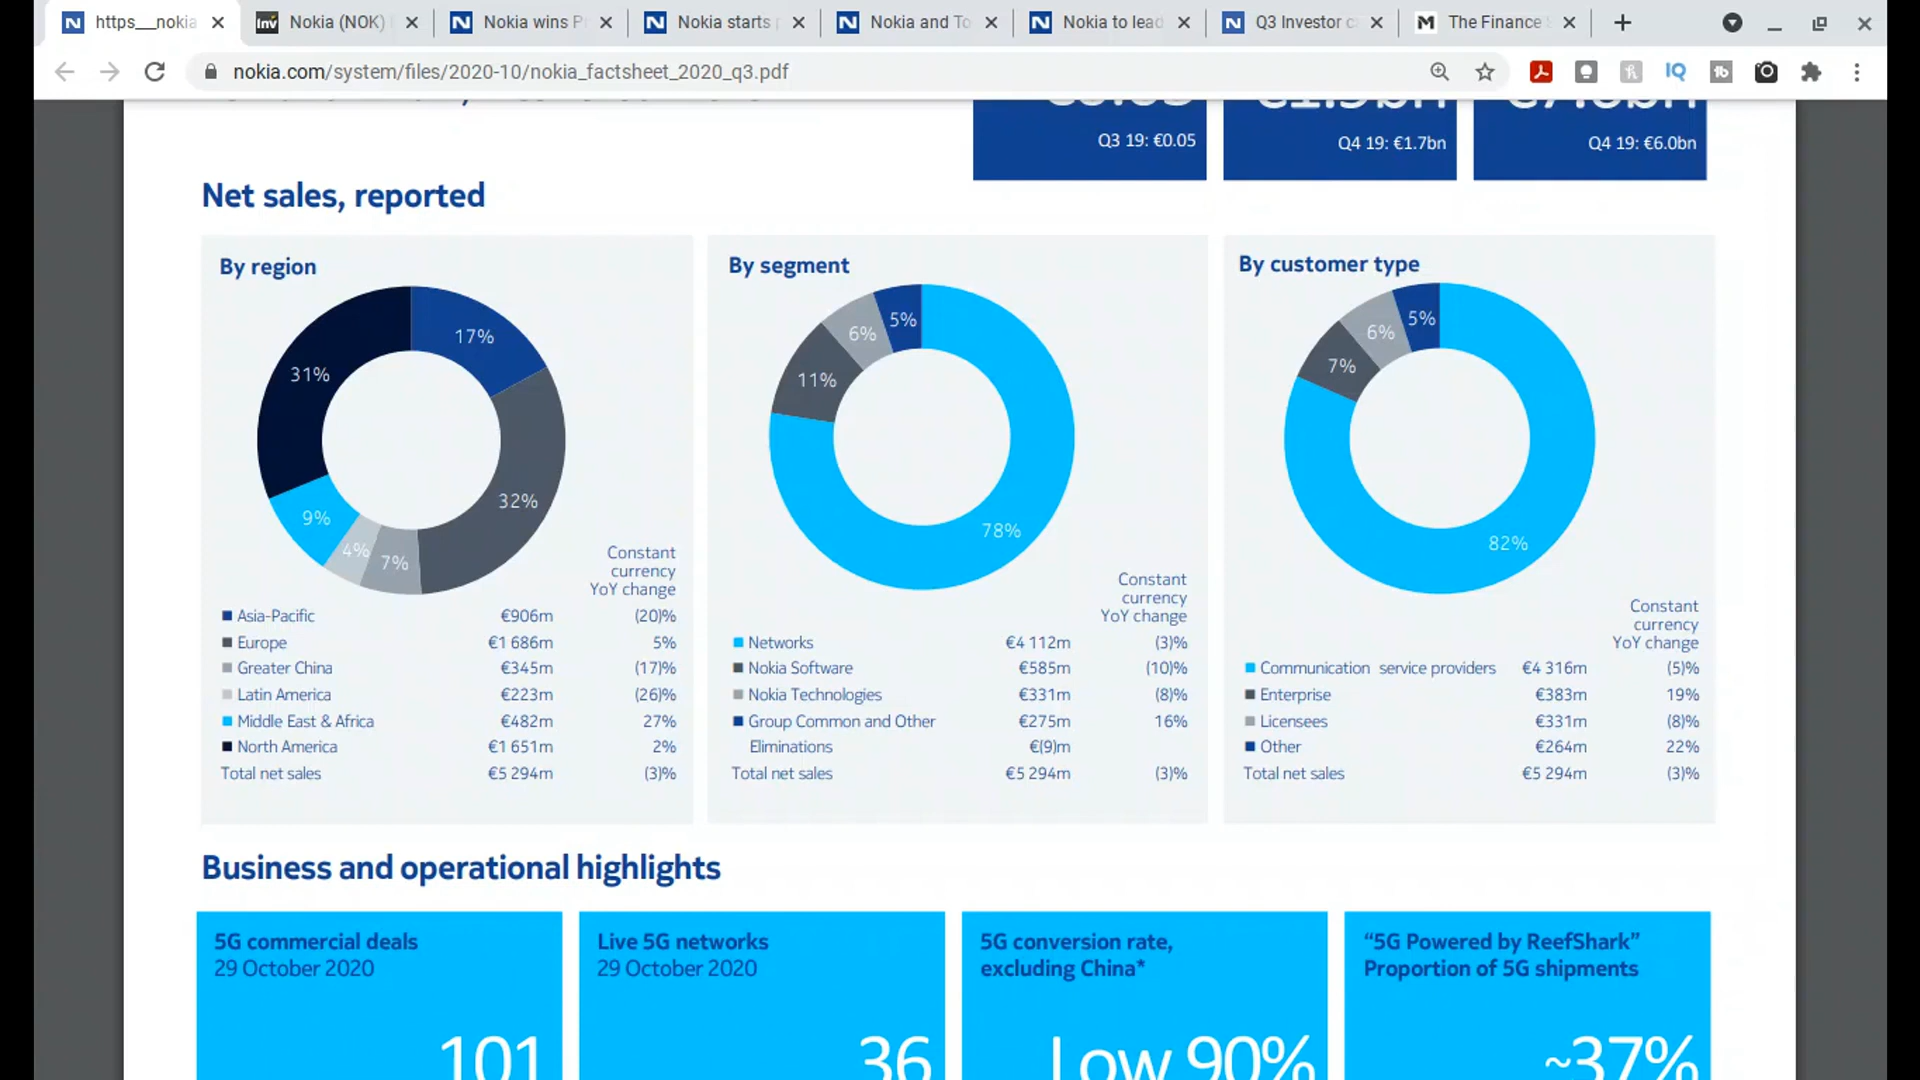 https__nokia
Nokia (NOK)
Nokia wins P
Nokia starts
Nokia and To
Nokia to lead
Q3 Investor c
The Finance
nokia.com/system/files/2020-10/nokia_factsheet_2020_q3.pdf
Q3 19: €0.05
Q4 19: €1.7bn
Q4 19: €6.0bn
Net sales, reported
By region
17%
31%
32%
9%
4%
7%
Constant
currency
YoY change
Asia-Pacific €906m (20)%
Europe €1 686m 5%
Greater China €345m (17)%
Latin America €223m (26)%
Middle East & Africa €482m 27%
North America €1 651m 2%
Total net sales €5 294m (3)%
By segment
5%
6%
11%
78%
Constant
currency
YoY change
Networks €4 112m (3)%
Nokia Software €585m (10)%
Nokia Technologies €331m (8)%
Group Common and Other €275m 16%
Eliminations €(9)m
Total net sales €5 294m (3)%
By customer type
5%
6%
7%
82%
Constant
currency
YoY change
Communication service providers €4 316m (5)%
Enterprise €383m 19%
Licensees €331m (8)%
Other €264m 22%
Total net sales €5 294m (3)%
Business and operational highlights
5G commercial deals
29 October 2020
101
Live 5G networks
29 October 2020
36
5G conversion rate,
excluding China*
Low 90%
“5G Powered by ReefShark”
Proportion of 5G shipments
~37%